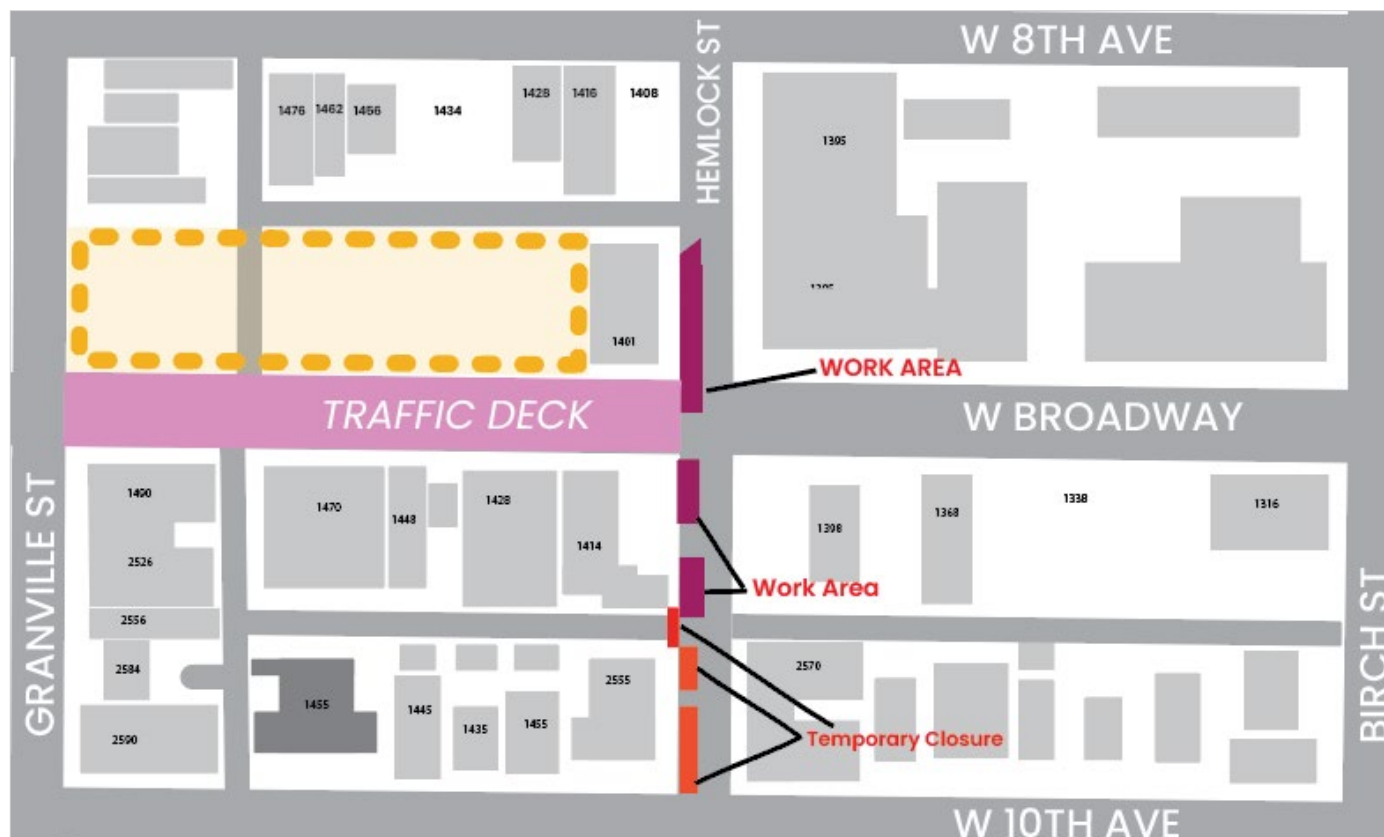 W 8TH AVE
HEMLOCK ST
1476
1462
1456
1434
1428
1416
1408
1395
1401
WORK AREA
TRAFFIC DECK
W BROADWAY
GRANVILLE ST
1490
2526
2556
2584
2590
1470
1448
1428
1414
1398
1368
1338
1316
Work Area
1455
1445
1435
1455
2555
2570
Temporary Closure
BIRCH ST
W 10TH AVE